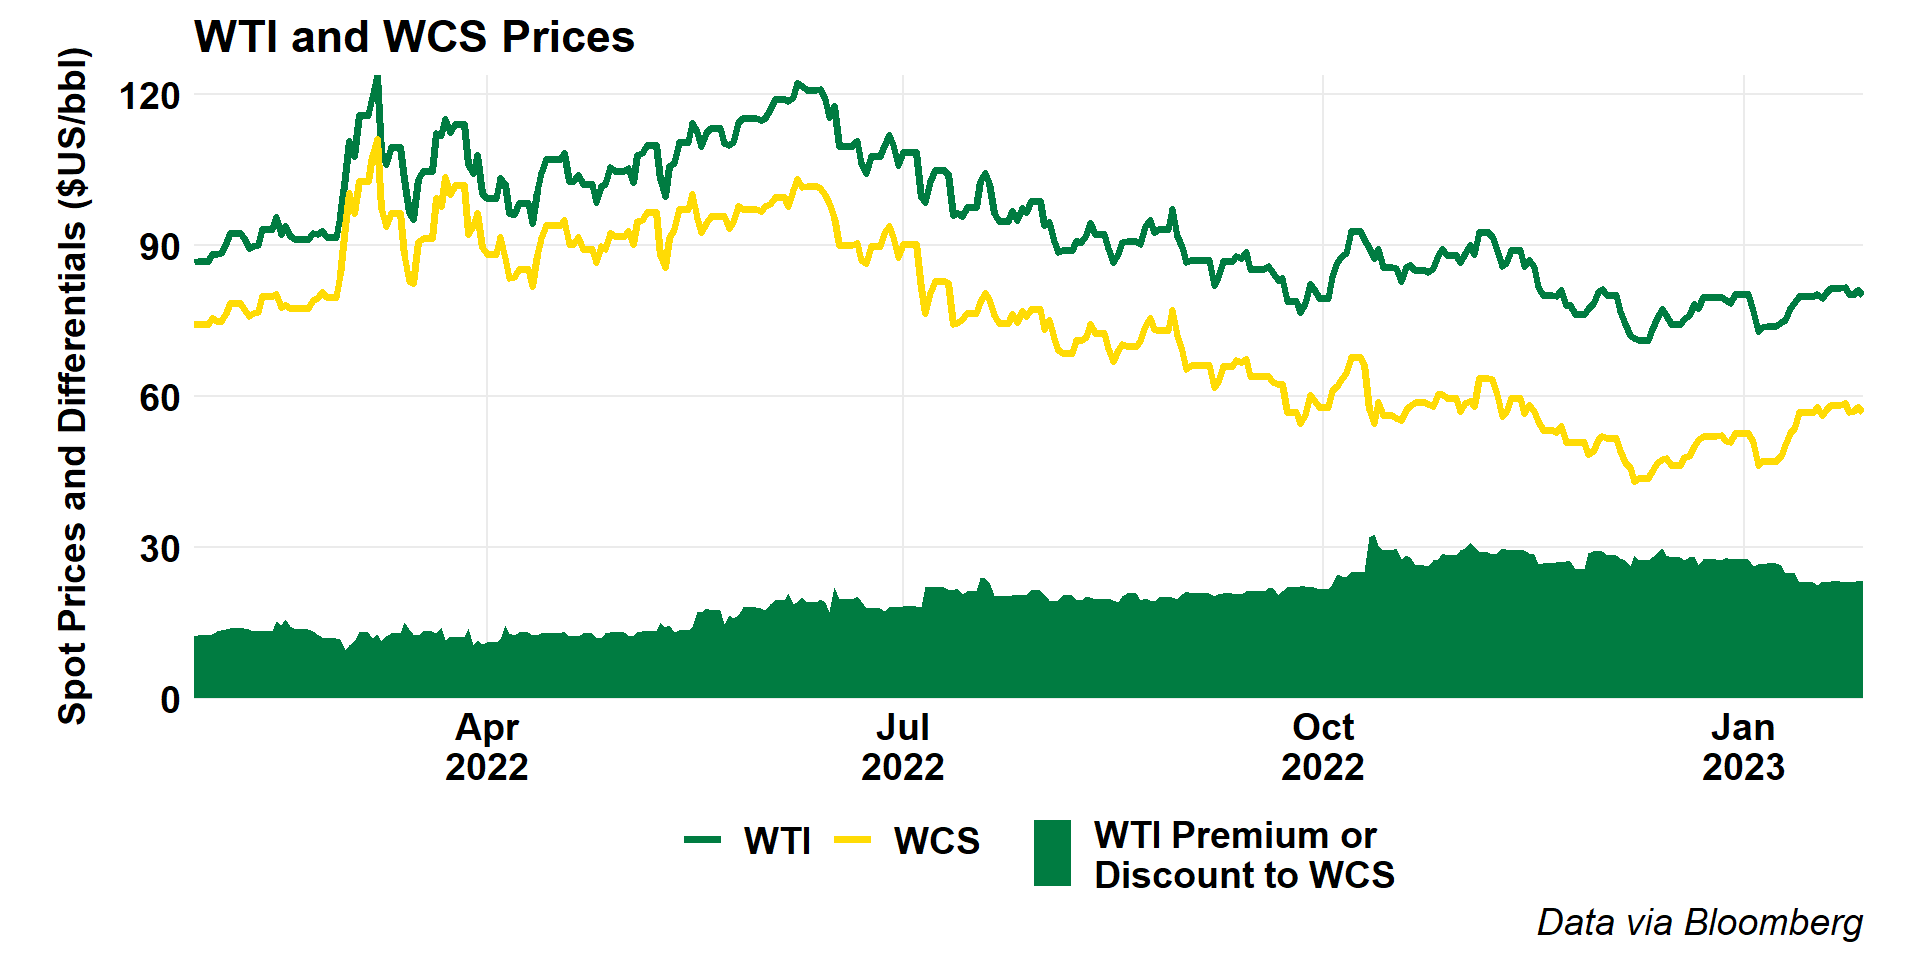 WTI and WCS Prices
Spot Prices and Differentials ($US/bbl)
120
90
60
30
0
Apr
2022
Jul
2022
Oct
2022
Jan
2023
WTI
WCS
WTI Premium or
Discount to WCS
Data via Bloomberg